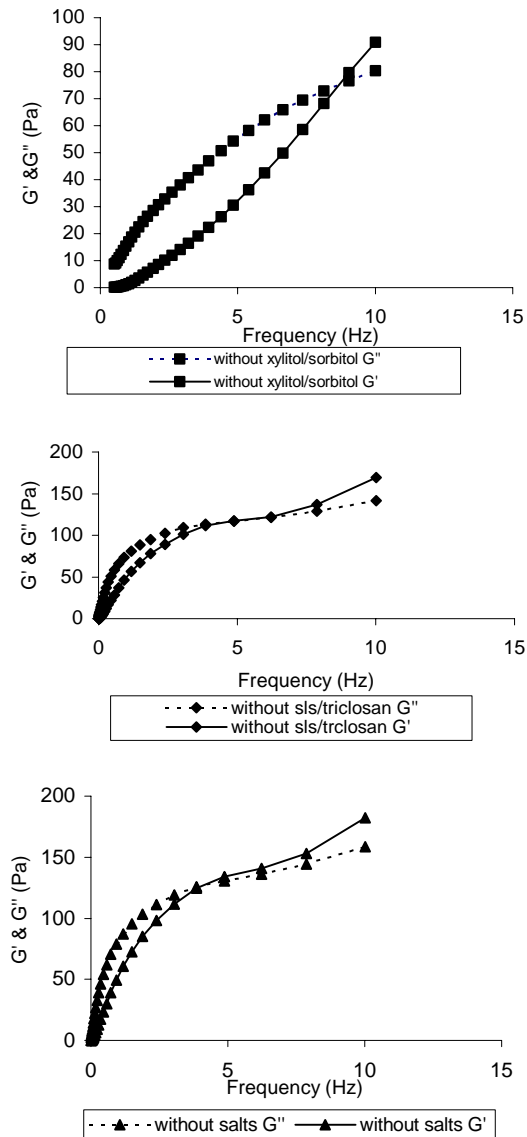 100
90
80
70
60
50
40
30
20
10
0
G' &G'' (Pa)
0 5 10 15
Frequency (Hz)
without xylitol/sorbitol G''
without xylitol/sorbitol G'
200
150
100
50
0
G' & G'' (Pa)
0 5 10 15
Frequency (Hz)
without sls/triclosan G''
without sls/trclosan G'
200
150
100
50
0
G' & G'' (Pa)
0 5 10 15
Frequency (Hz)
without salts G'' without salts G'